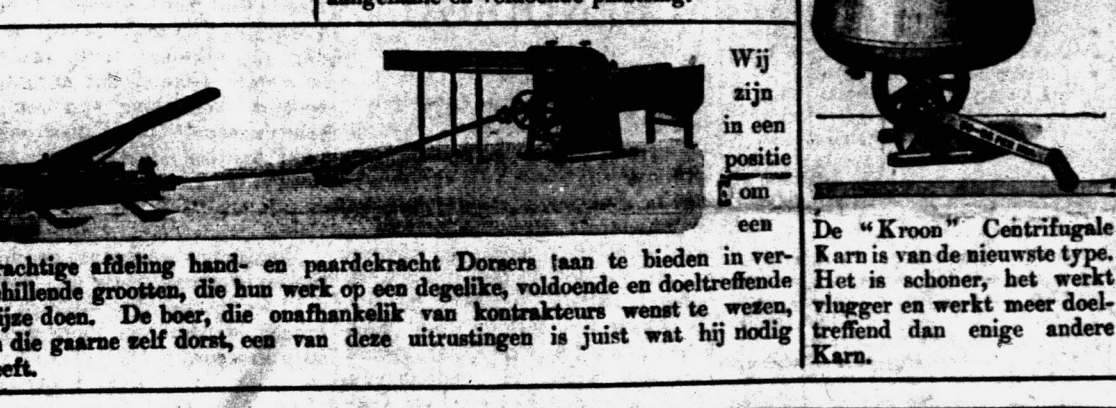 Wij
zijn
in een
positie
om
een
rachtige afdeling hand- en paardekracht Dorsers aan te bieden in ver-
hillende grootten, die hun werk op een degelike, voldoende en doeltreffende
ijze doen. De boer, die onafhankelik van kontrakteurs wenst te wezen,
die gaarne zelf dorst, een van deze uitrustingen is juist wat hij nodig
eeft.
De "Kroon" Centrifugale
Karn is van de nieuwste type.
Het is schoner, het werkt
vlugger en werkt meer doel-
treffend dan enige andere
Karn.